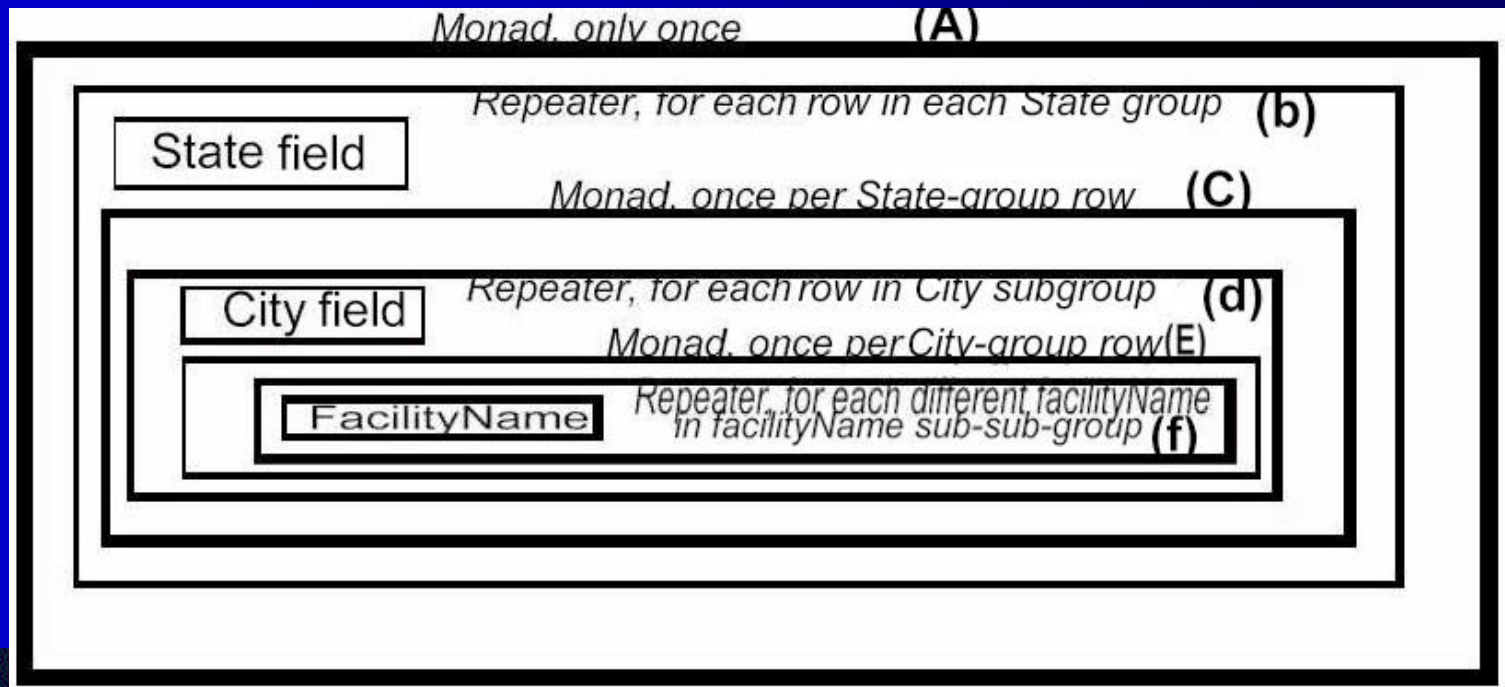 Monad, only once (A)
Repeater, for each row in each State group (b)
State field
Monad, once per State-group row (C)
Repeater, for each row in City subgroup (d)
City field
Monad, once per City-group row (E)
Repeater, for each different facilityName
FacilityName
in facilityName sub-sub-group (f)